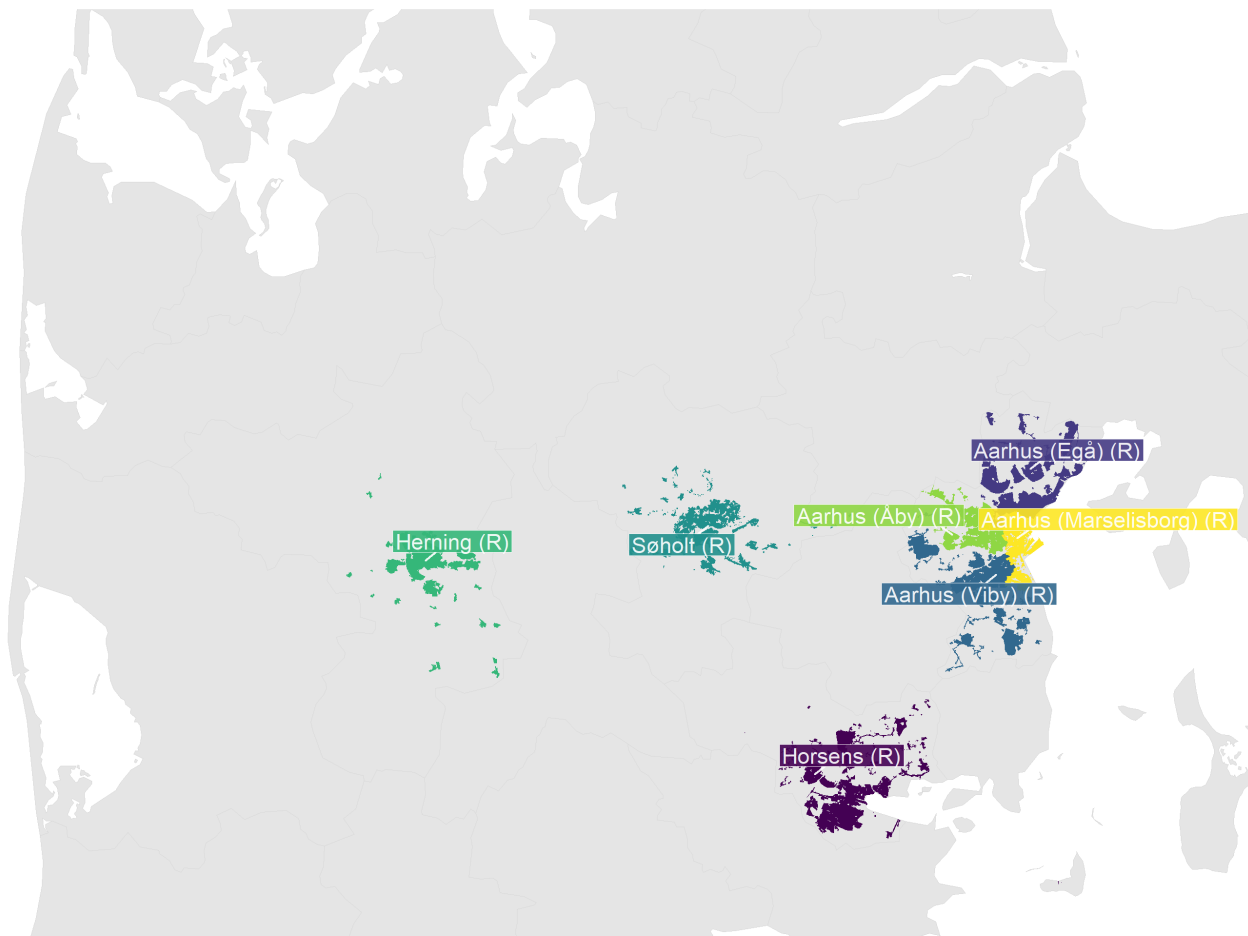 Aarhus (Egå) (R)
Aarhus (Åby) (R)
Aarhus (Marselisborg) (R)
Herning (R)
Søholt (R)
Aarhus (Viby) (R)
Horsens (R)